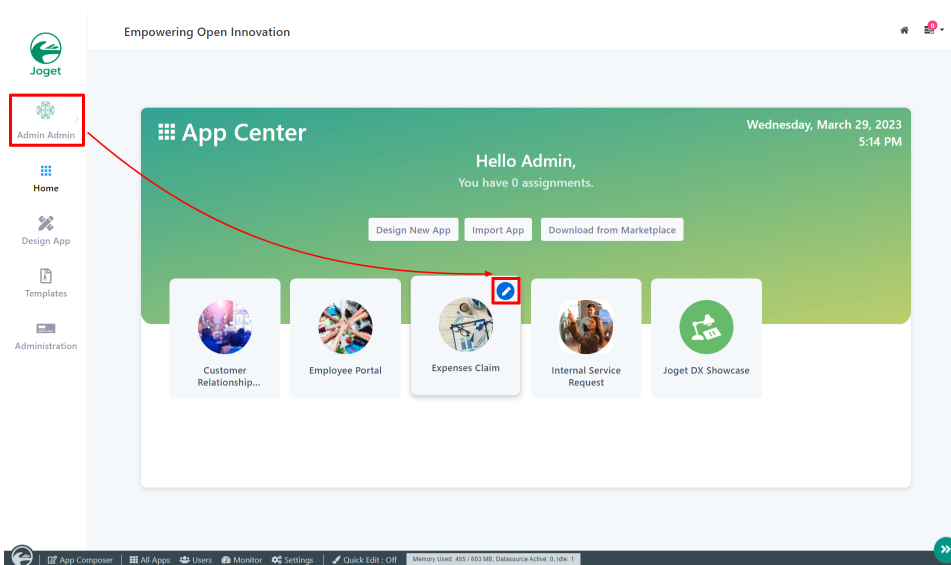 Empowering Open Innovation
0
Joget
Admin Admin
Home
Design App
Templates
Administration
App Center
Wednesday, March 29, 2023
5:14 PM
Hello Admin,
You have 0 assignments.
Design New App
Import App
Download from Marketplace
Customer
Relationship...
Employee Portal
Expenses Claim
Internal Service
Request
Joget DX Showcase
App Composer
All Apps
Users
Monitor
Settings
Quick Edit : Off
Memory Used: 485 / 603 MB; Datasource Active: 0, Idle: 1